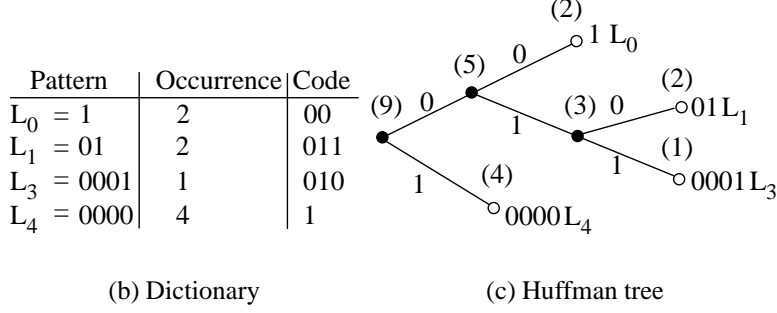 Pattern Occurrence Code
L0 = 1 2 00
L1 = 01 2 011
L3 = 0001 1 010
L4 = 0000 4 1
(b) Dictionary
(2)
1 L0
0
(5)
(2)
(9) 0 (3) 0 01 L1
1
(1)
1
1 (4) 0001 L3
0000 L4
(c) Huffman tree